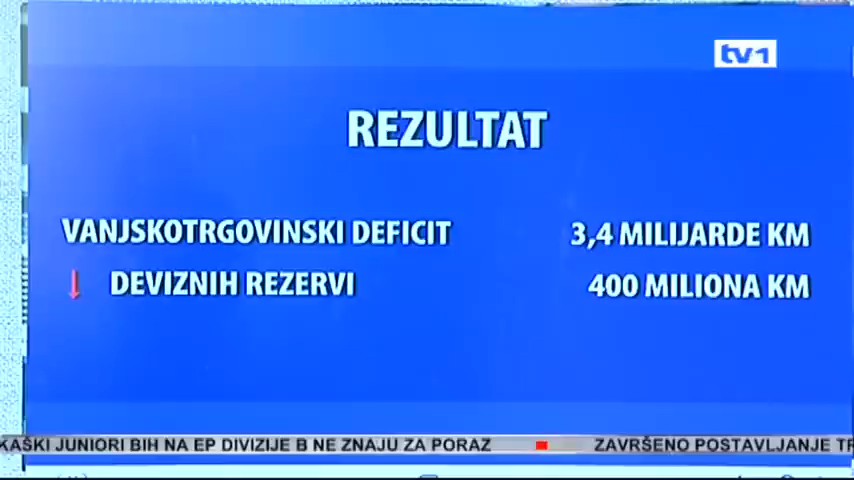 tv1
REZULTAT
VANJSKOTRGOVINSKI DEFICIT 3,4 MILIJARDE KM
DEVIZNIH REZERVI 400 MILIONA KM
JUNIORI BIH NA EP DIVIZIJE B NE ZNAJU ZA PORAZ ZAVRŠENO POSTAVLJANJE